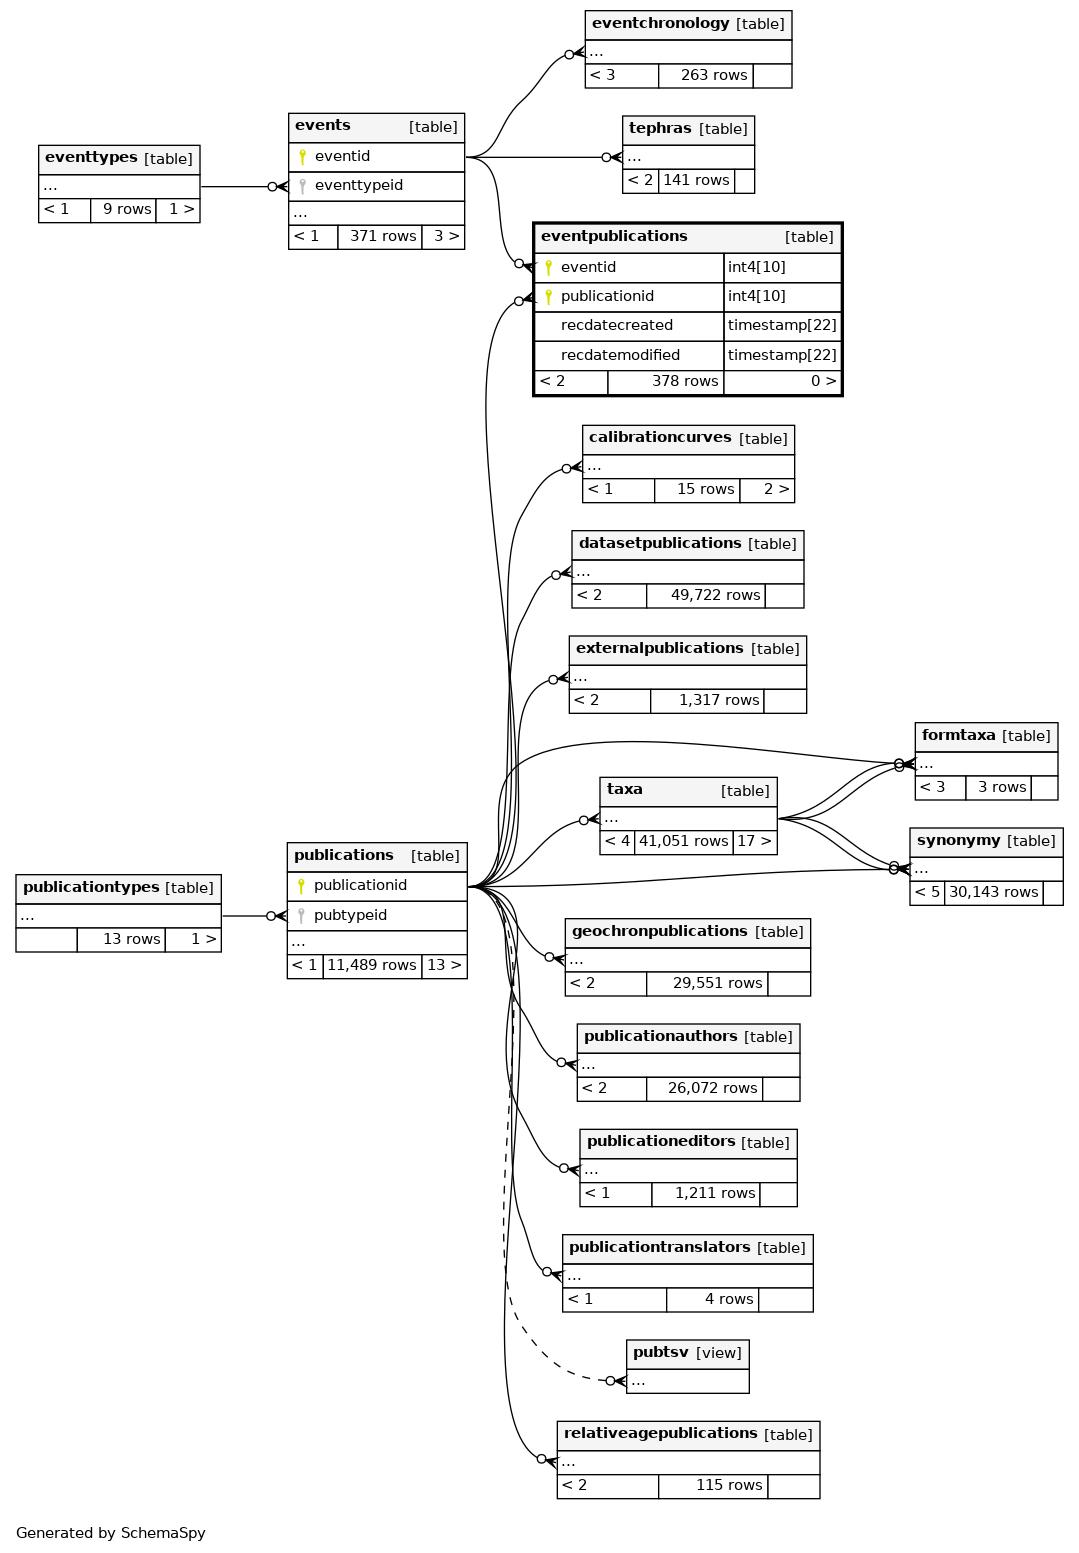 eventchronology [table]
...
< 3 263 rows
events [table]
eventid
eventtypeid
...
< 1 371 rows 3 >
tephras [table]
...
< 2 141 rows
eventtypes [table]
...
< 1 9 rows 1 >
eventpublications [table]
eventid int4[10]
publicationid int4[10]
recdatecreated timestamp[22]
recdatemodified timestamp[22]
< 2 378 rows 0 >
calibrationcurves [table]
...
< 1 15 rows 2 >
datasetpublications [table]
...
< 2 49,722 rows
externalpublications [table]
...
< 2 1,317 rows
formtaxa [table]
...
< 3 3 rows
taxa [table]
...
< 4 41,051 rows 17 >
synonymy [table]
...
< 5 30,143 rows
publications [table]
publicationid
pubtypeid
...
< 1 11,489 rows 13 >
publicationtypes [table]
...
13 rows 1 >
geochronpublications [table]
...
< 2 29,551 rows
publicationauthors [table]
...
< 2 26,072 rows
publicationeditors [table]
...
< 1 1,211 rows
publicationtranslators [table]
...
< 1 4 rows
pubtsv [view]
...
relativeagepublications [table]
...
< 2 115 rows
Generated by SchemaSpy